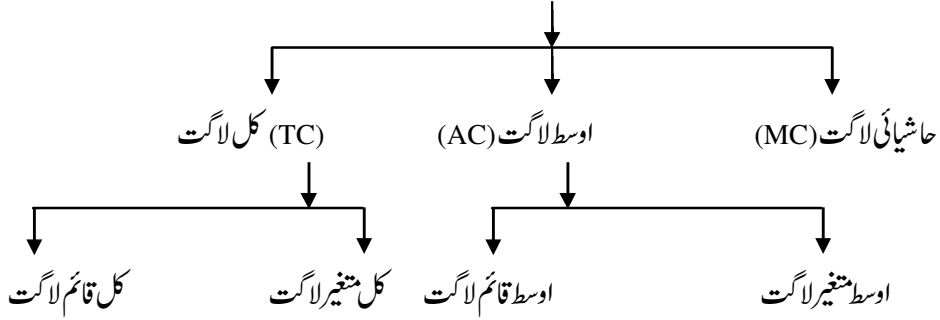 حاشیائی لاگت (MC) اوسط لاگت (AC) کل لاگت (TC)
اوسط متغیر لاگت اوسط قائم لاگت کل متغیر لاگت کل قائم لاگت